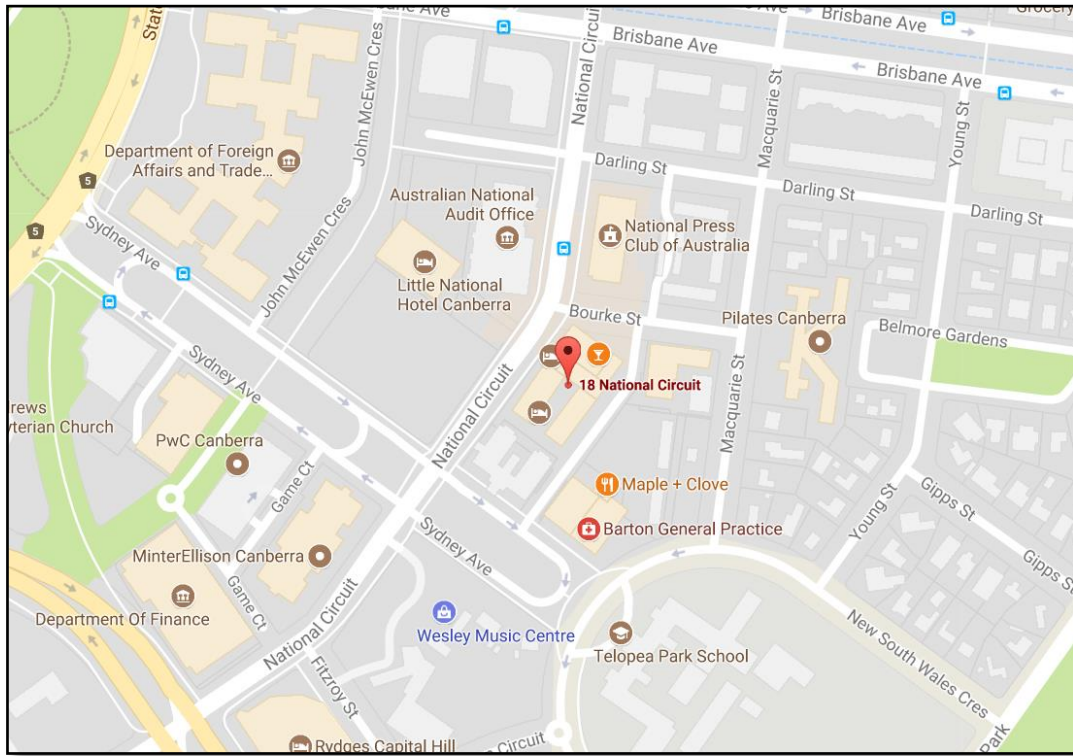 Grocery
State
Brisbane Ave
Brisbane Ave
Brisbane Ave
National Circuit
John McEwen Cres
Macquarie St
Young St
Department of Foreign
Affairs and Trade...
Darling St
Darling St
Darling St
5
5
Australian National
Audit Office
National Press
Club of Australia
Sydney Ave
John McEwen Cres
Little National
Hotel Canberra
Bourke St
Pilates Canberra
Belmore Gardens
18 National Circuit
Sydney Ave
National Circuit
Macquarie St
rews
yterian Church
PwC Canberra
Game Ct
Maple + Clove
Barton General Practice
Young St
Gipps St
Gipps St
Sydney Ave
MinterEllison Canberra
Game Ct
Department Of Finance
National Circuit
Wesley Music Centre
Telopea Park School
New South Wales Cres
Fitzroy St
Rydges Capital Hill
Circuit
Park